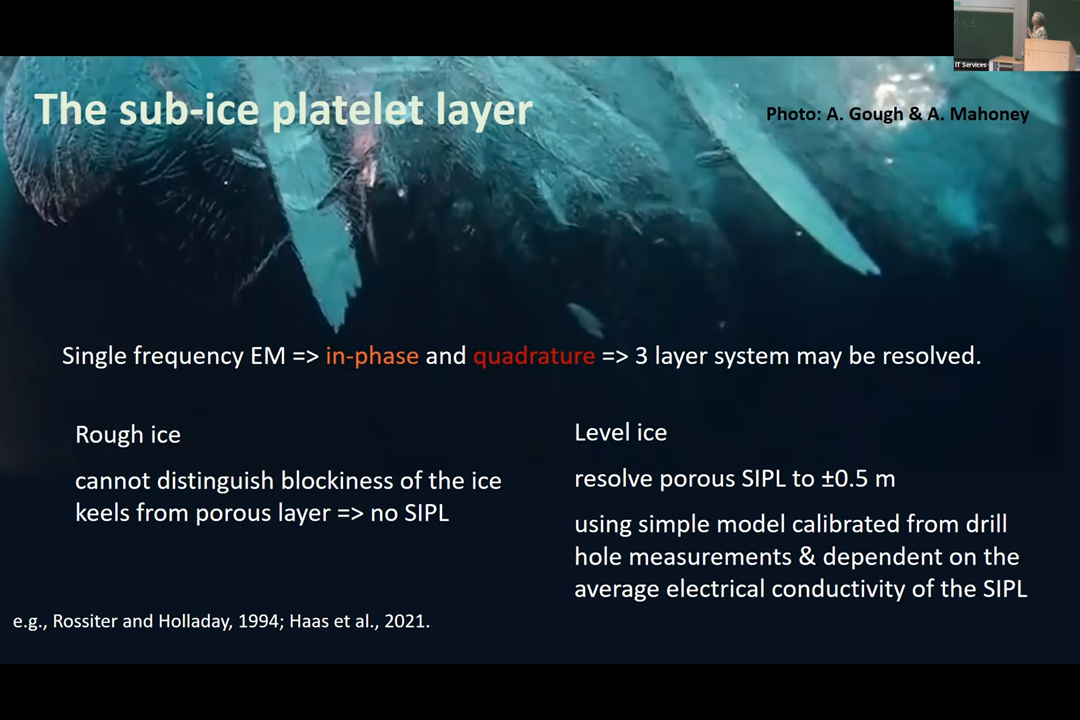 The sub-ice platelet layer
Photo: A. Gough & A. Mahoney
Single frequency EM => in-phase and quadrature => 3 layer system may be resolved.
Rough ice
cannot distinguish blockiness of the ice
keels from porous layer => no SIPL
Level ice
resolve porous SIPL to ±0.5 m
using simple model calibrated from drill
hole measurements & dependent on the
average electrical conductivity of the SIPL
e.g., Rossiter and Holladay, 1994; Haas et al., 2021.
IT Services